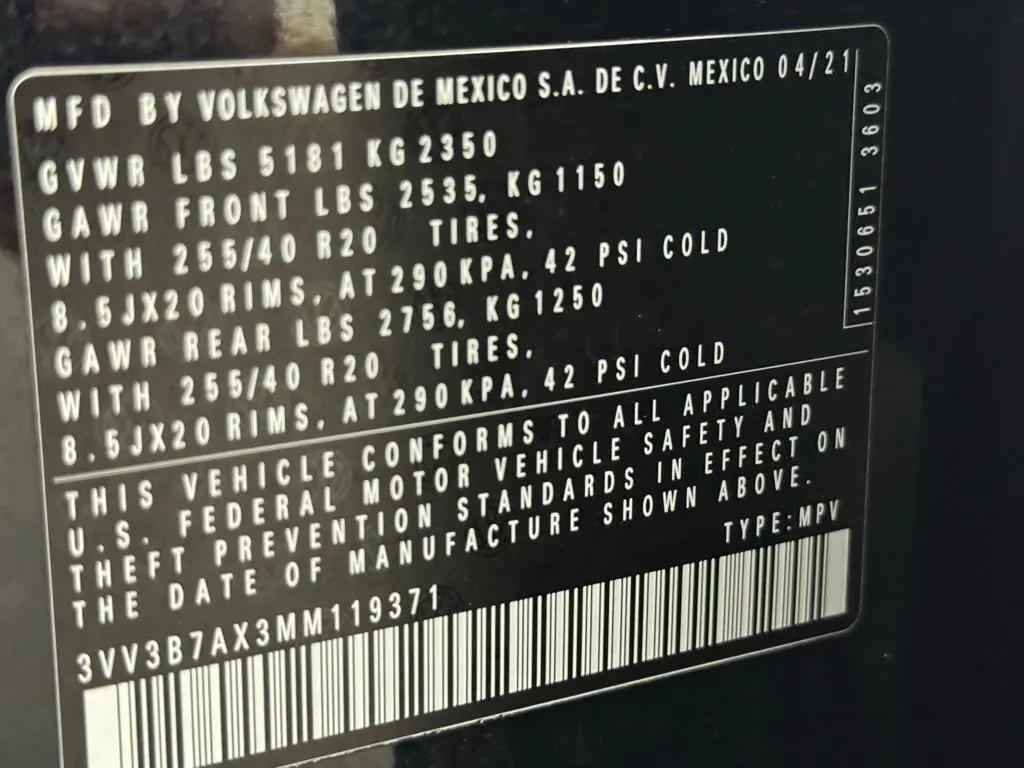 MFD BY VOLKSWAGEN DE MEXICO S.A. DE C.V. MEXICO 04/21
GVWR LBS 5181 KG 2350
GAWR FRONT LBS 2535, KG 1150
WITH 255/40 R20 TIRES,
8.5JX20 RIMS, AT 290 KPA, 42 PSI COLD
GAWR REAR LBS 2756, KG 1250
WITH 255/40 R20 TIRES,
8.5JX20 RIMS, AT 290 KPA, 42 PSI COLD
THIS VEHICLE CONFORMS TO ALL APPLICABLE
U.S. FEDERAL MOTOR VEHICLE SAFETY AND
THEFT PREVENTION STANDARDS IN EFFECT ON
THE DATE OF MANUFACTURE SHOWN ABOVE.
TYPE:MPV
3VV3B7AX3MM119371
1530651 3603